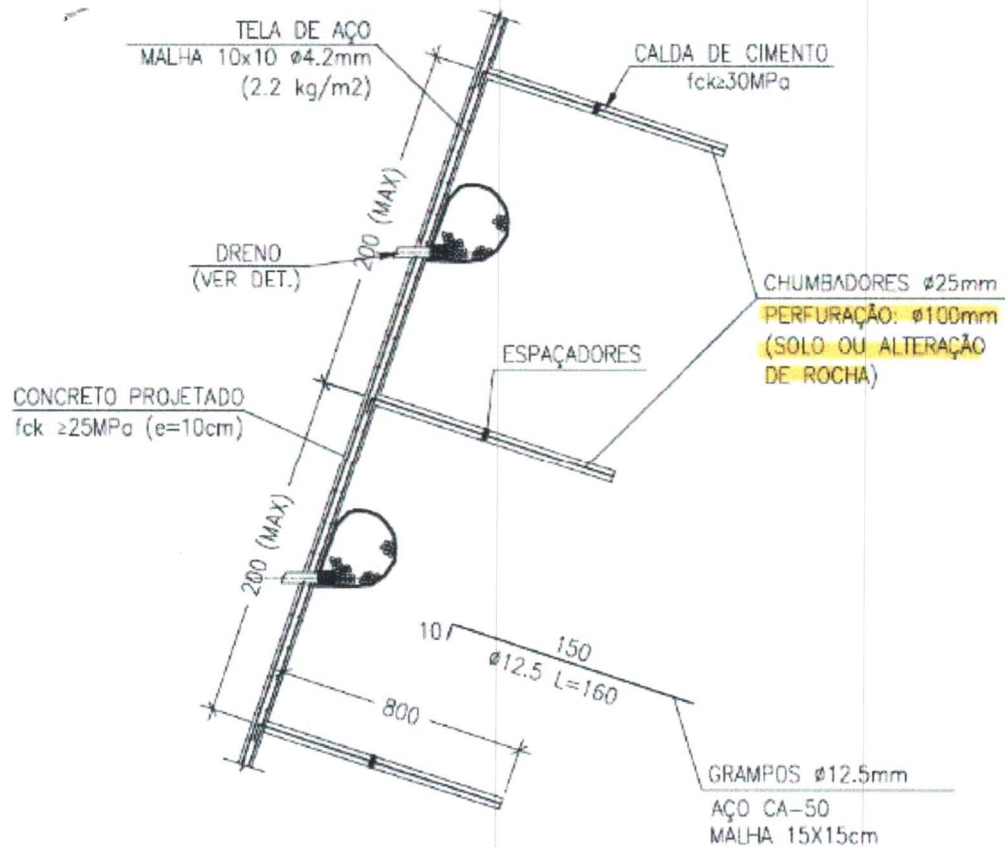 TELA DE AÇO
MALHA 10x10 ø4.2mm
(2.2 kg/m2)
CALDA DE CIMENTO
fck≥30MPa
200 (MAX)
DRENO
(VER DET.)
CHUMBADORES ø25mm
PERFURAÇÃO: ø100mm
(SOLO OU ALTERAÇÃO
DE ROCHA)
ESPAÇADORES
CONCRETO PROJETADO
fck ≥25MPa (e=10cm)
200 (MAX)
10
150
ø12.5 L=160
800
GRAMPOS ø12.5mm
AÇO CA-50
MALHA 15X15cm